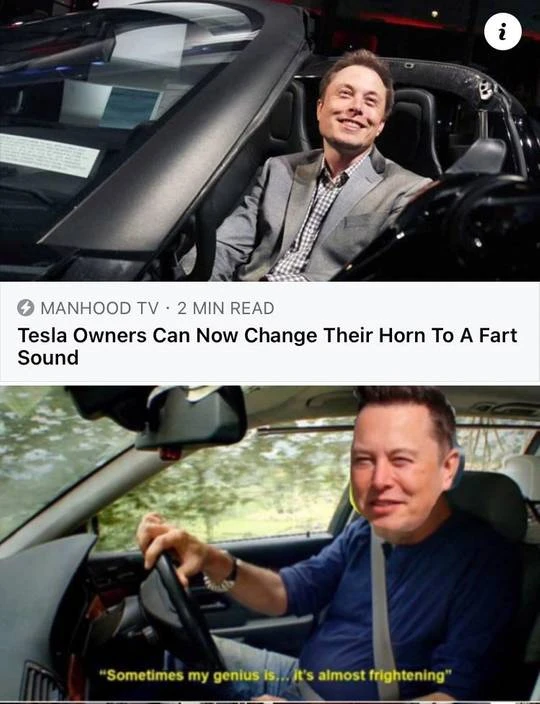 i
MANHOOD TV · 2 MIN READ
Tesla Owners Can Now Change Their Horn To A Fart
Sound
“Sometimes my genius is... it's almost frightening”